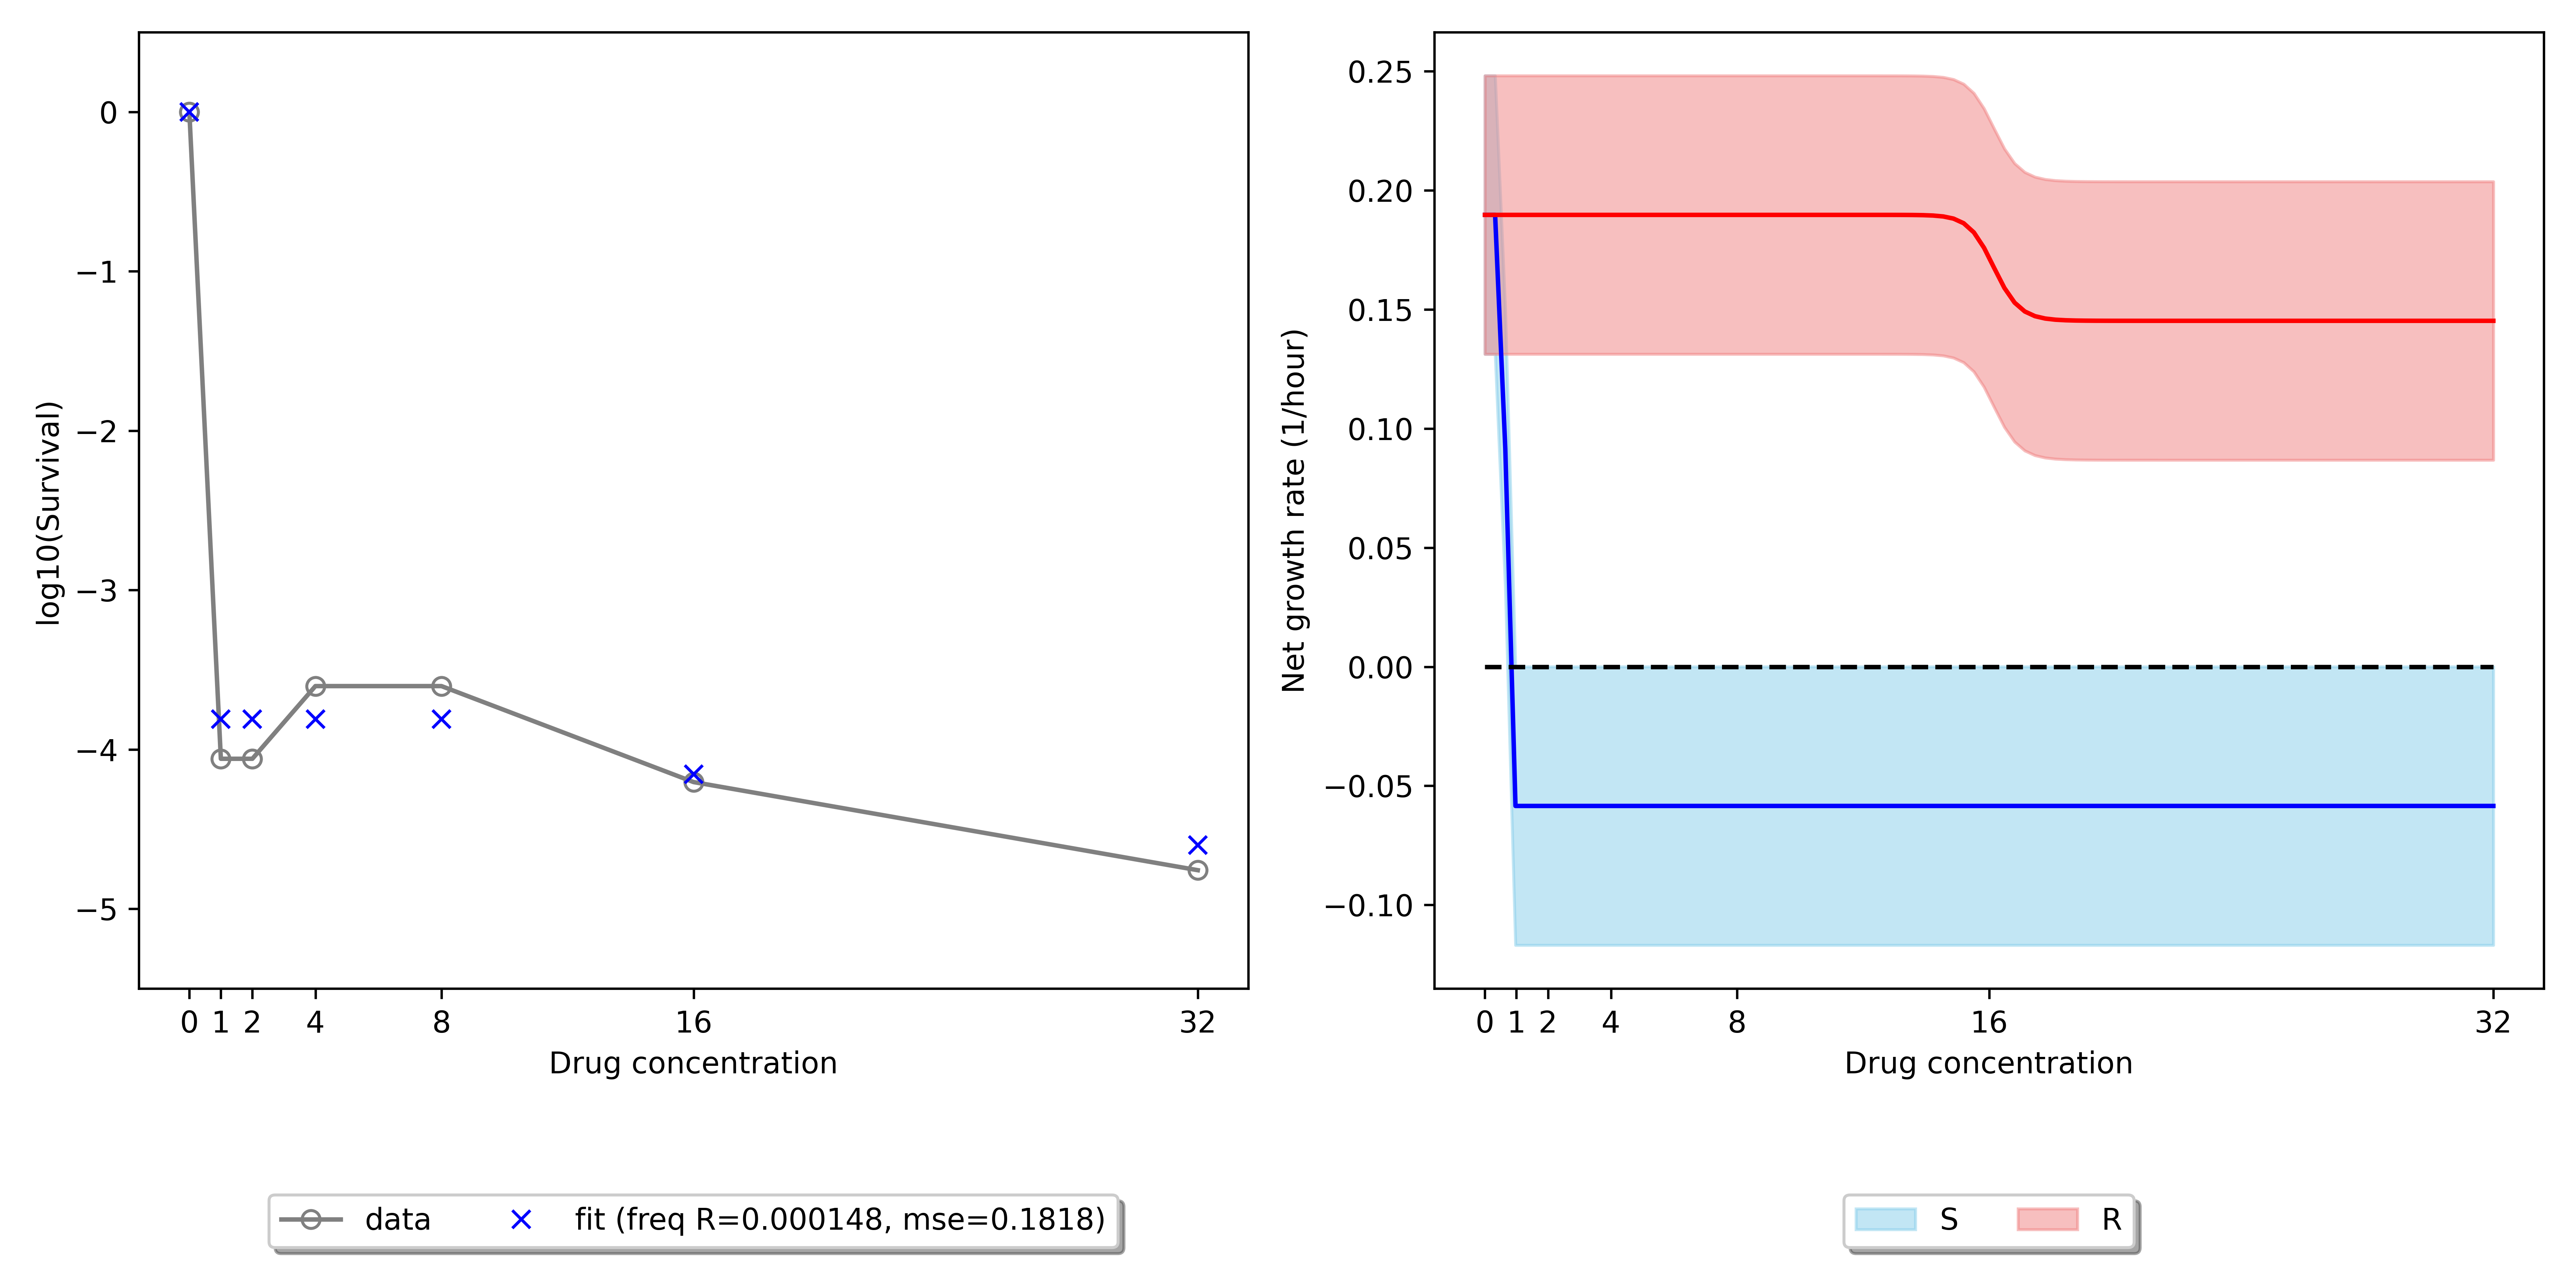 0
−1
−2
−3
−4
−5
log10(Survival)
0 1 2 4 8 16 32
Drug concentration
data fit (freq R=0.000148, mse=0.1818)
0.25
0.20
0.15
0.10
0.05
0.00
−0.05
−0.10
Net growth rate (1/hour)
0 1 2 4 8 16 32
Drug concentration
S R